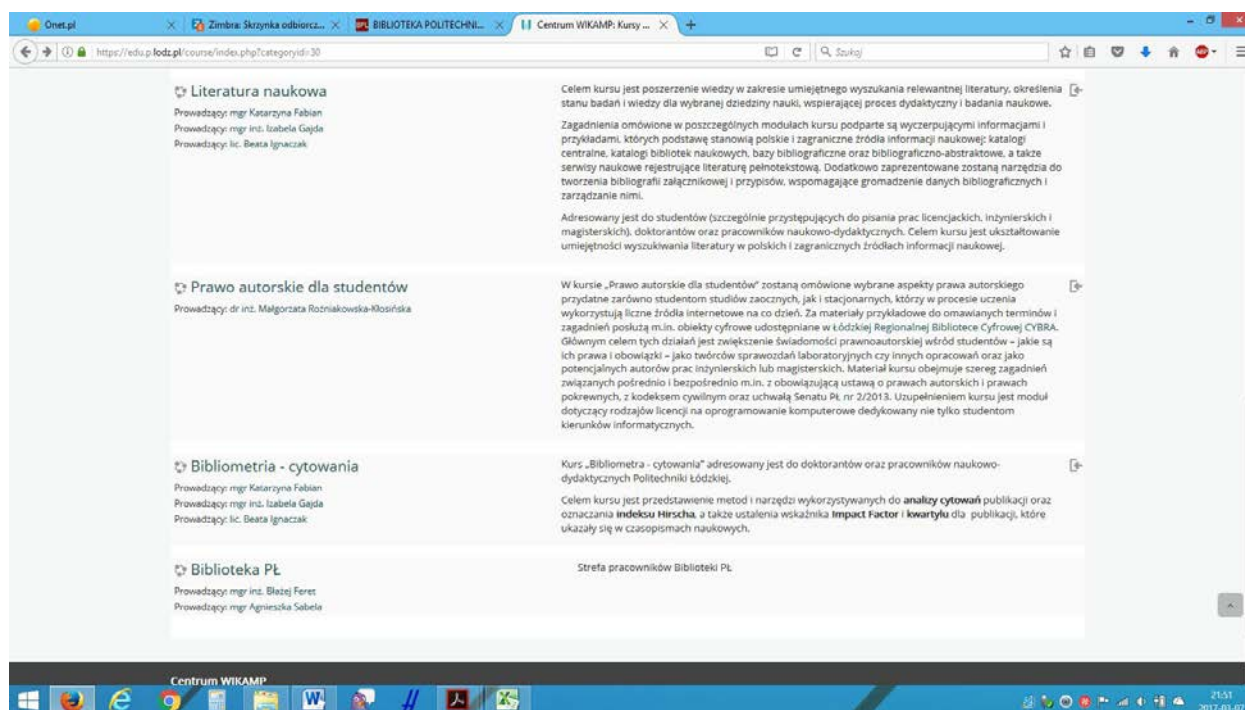 Onet.pl
Zimbra: Skrzynka odbiorcz...
BIBLIOTEKA POLITECHNI...
Centrum WIKAMP: Kursy ...
https://edu.p.lodz.pl/course/index.php?categoryid=30
Szukaj
Literatura naukowa
Prowadzący: mgr Katarzyna Fabian
Prowadzący: mgr inż. Izabela Gajda
Prowadzący: lic. Beata Ignaczak
Celem kursu jest poszerzenie wiedzy w zakresie umiejętnego wyszukania relewantnej literatury, określenia
stanu badań i wiedzy dla wybranej dziedziny nauki, wspierającej proces dydaktyczny i badania naukowe.
Zagadnienia omówione w poszczególnych modułach kursu podparte są wyczerpującymi informacjami i
przykładami, których podstawę stanowią polskie i zagraniczne źródła informacji naukowej: katalogi
centralne, katalogi bibliotek naukowych, bazy bibliograficzne oraz bibliograficzno-abstraktowe, a także
serwisy naukowe rejestrujące literaturę pełnotekstową. Dodatkowo zaprezentowane zostaną narzędzia do
tworzenia bibliografii załącznikowej i przypisów, wspomagające gromadzenie danych bibliograficznych i
zarządzanie nimi.
Adresowany jest do studentów (szczególnie przystępujących do pisania prac licencjackich, inżynierskich i
magisterskich), doktorantów oraz pracowników naukowo-dydaktycznych. Celem kursu jest ukształtowanie
umiejętności wyszukiwania literatury w polskich i zagranicznych źródłach informacji naukowej.
Prawo autorskie dla studentów
Prowadzący: dr inż. Małgorzata Rożniakowska-Kłosińska
W kursie „Prawo autorskie dla studentów” zostaną omówione wybrane aspekty prawa autorskiego
przydatne zarówno studentom studiów zaocznych, jak i stacjonarnych, którzy w procesie uczenia
wykorzystują liczne źródła internetowe na co dzień. Za materiały przykładowe do omawianych terminów i
zagadnień posłużą m.in. obiekty cyfrowe udostępniane w Łódzkiej Regionalnej Bibliotece Cyfrowej CYBRA.
Głównym celem tych działań jest zwiększenie świadomości prawnoautorskiej wśród studentów – jakie są
ich prawa i obowiązki – jako twórców sprawozdań laboratoryjnych czy innych opracowań oraz jako
potencjalnych autorów prac inżynierskich lub magisterskich. Materiał kursu obejmuje szereg zagadnień
związanych pośrednio i bezpośrednio m.in. z obowiązującą ustawą o prawach autorskich i prawach
pokrewnych, z kodeksem cywilnym oraz uchwałą Senatu PŁ nr 2/2013. Uzupełnieniem kursu jest moduł
dotyczący rodzajów licencji na oprogramowanie komputerowe dedykowany nie tylko studentom
kierunków informatycznych.
Bibliometria - cytowania
Prowadzący: mgr Katarzyna Fabian
Prowadzący: mgr inż. Izabela Gajda
Prowadzący: lic. Beata Ignaczak
Kurs „Bibliometra - cytowania” adresowany jest do doktorantów oraz pracowników naukowo-
dydaktycznych Politechniki Łódzkiej.
Celem kursu jest przedstawienie metod i narzędzi wykorzystywanych do analizy cytowań publikacji oraz
oznaczania indeksu Hirscha, a także ustalenia wskaźnika Impact Factor i kwartylu dla publikacji, które
ukazały się w czasopismach naukowych.
Biblioteka PŁ
Prowadzący: mgr inż. Błażej Feret
Prowadzący: mgr Agnieszka Sabela
Strefa pracowników Biblioteki PŁ
Centrum WIKAMP
21:51
2017-03-07